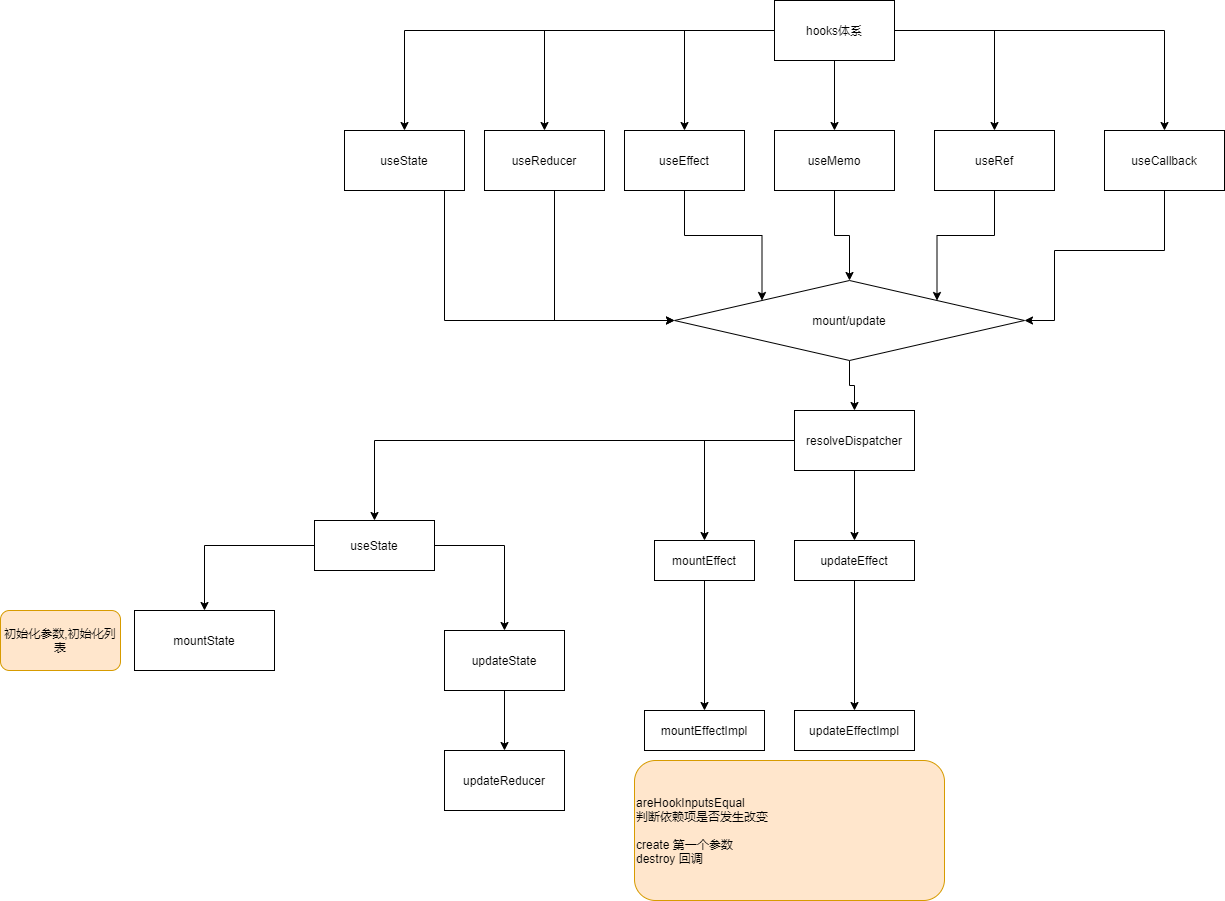 hooks体系
useState
useReducer
useEffect
useMemo
useRef
useCallback
mount/update
resolveDispatcher
useState
mountEffect
updateEffect
初始化参数,初始化列
表
mountState
updateState
mountEffectImpl
updateEffectImpl
updateReducer
areHookInputsEqual
判断依赖项是否发生改变
create 第一个参数
destroy 回调